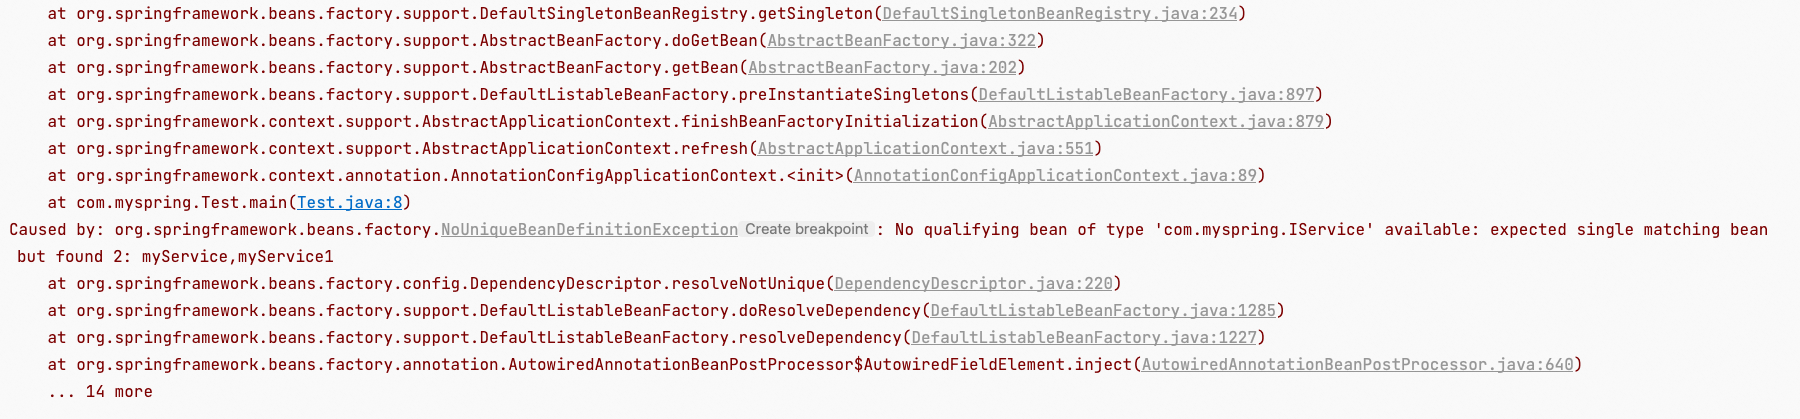 at org.springframework.beans.factory.support.DefaultSingletonBeanRegistry.getSingleton(DefaultSingletonBeanRegistry.java:234)
at org.springframework.beans.factory.support.AbstractBeanFactory.doGetBean(AbstractBeanFactory.java:322)
at org.springframework.beans.factory.support.AbstractBeanFactory.getBean(AbstractBeanFactory.java:202)
at org.springframework.beans.factory.support.DefaultListableBeanFactory.preInstantiateSingletons(DefaultListableBeanFactory.java:897)
at org.springframework.context.support.AbstractApplicationContext.finishBeanFactoryInitialization(AbstractApplicationContext.java:879)
at org.springframework.context.support.AbstractApplicationContext.refresh(AbstractApplicationContext.java:551)
at org.springframework.context.annotation.AnnotationConfigApplicationContext.<init>(AnnotationConfigApplicationContext.java:89)
at com.myspring.Test.main(Test.java:8)
Caused by: org.springframework.beans.factory.NoUniqueBeanDefinitionException Create breakpoint : No qualifying bean of type 'com.myspring.IService' available: expected single matching bean
but found 2: myService,myService1
at org.springframework.beans.factory.config.DependencyDescriptor.resolveNotUnique(DependencyDescriptor.java:220)
at org.springframework.beans.factory.support.DefaultListableBeanFactory.doResolveDependency(DefaultListableBeanFactory.java:1285)
at org.springframework.beans.factory.support.DefaultListableBeanFactory.resolveDependency(DefaultListableBeanFactory.java:1227)
at org.springframework.beans.factory.annotation.AutowiredAnnotationBeanPostProcessor$AutowiredFieldElement.inject(AutowiredAnnotationBeanPostProcessor.java:640)
... 14 more